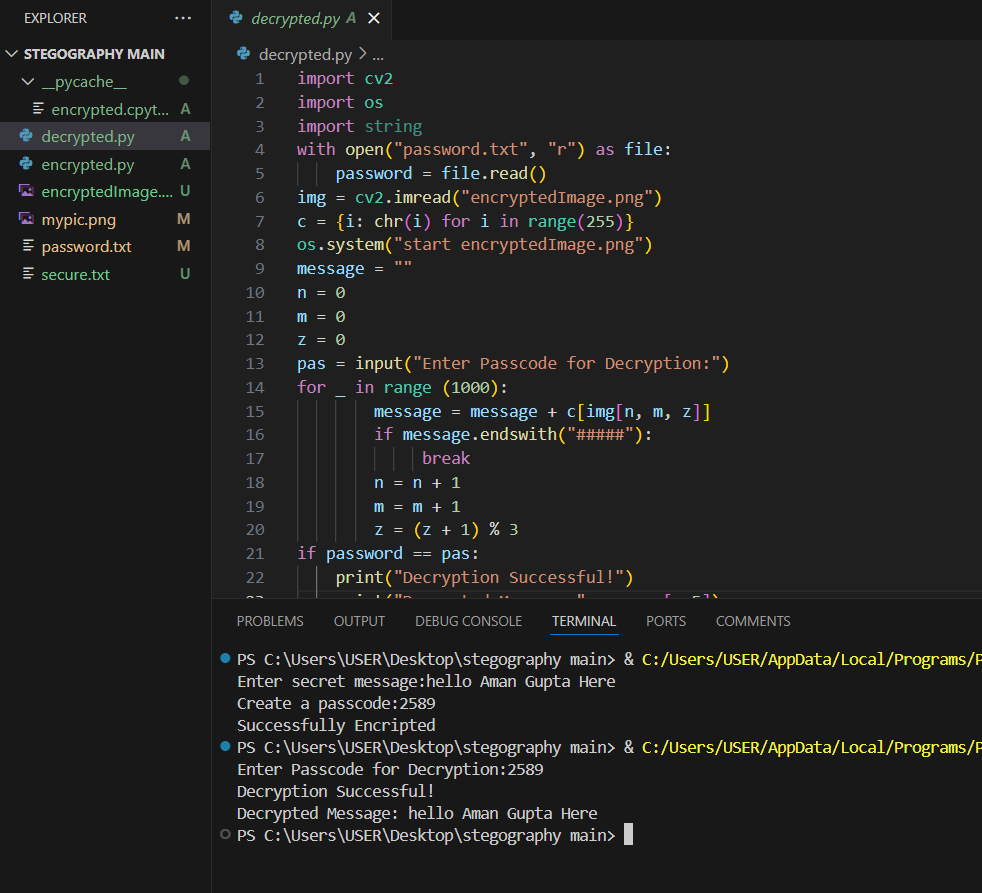 EXPLORER ...
STEGOGRAPHY MAIN
__pycache__
encrypted.cpyt... A
decrypted.py A
encrypted.py A
encryptedImage.... U
mypic.png M
password.txt M
secure.txt U
decrypted.py A
decrypted.py > ...
1 import cv2
2 import os
3 import string
4 with open("password.txt", "r") as file:
5 password = file.read()
6 img = cv2.imread("encryptedImage.png")
7 c = {i: chr(i) for i in range(255)}
8 os.system("start encryptedImage.png")
9 message = ""
10 n = 0
11 m = 0
12 z = 0
13 pas = input("Enter Passcode for Decryption:")
14 for _ in range (1000):
15 message = message + c[img[n, m, z]]
16 if message.endswith("#####"):
17 break
18 n = n + 1
19 m = m + 1
20 z = (z + 1) % 3
21 if password == pas:
22 print("Decryption Successful!")
PROBLEMS OUTPUT DEBUG CONSOLE TERMINAL PORTS COMMENTS
PS C:\Users\USER\Desktop\stegography main> & C:/Users/USER/AppData/Local/Programs/P
Enter secret message:hello Aman Gupta Here
Create a passcode:2589
Successfully Encripted
PS C:\Users\USER\Desktop\stegography main> & C:/Users/USER/AppData/Local/Programs/P
Enter Passcode for Decryption:2589
Decryption Successful!
Decrypted Message: hello Aman Gupta Here
PS C:\Users\USER\Desktop\stegography main>